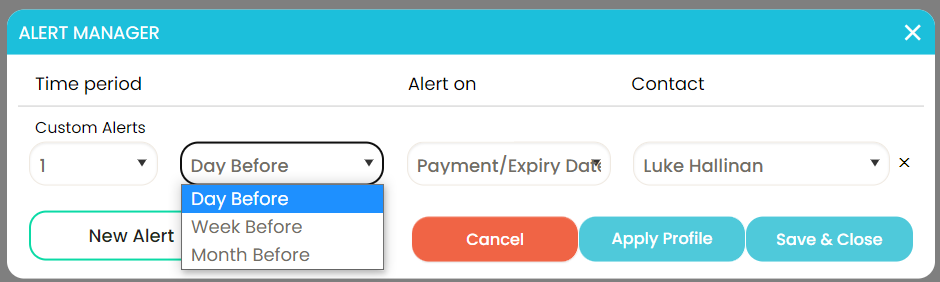 ALERT MANAGER
Time period Alert on Contact
Custom Alerts
1 Day Before Payment/Expiry Date Luke Hallinan
Day Before
Week Before
Month Before
New Alert Cancel Apply Profile Save & Close